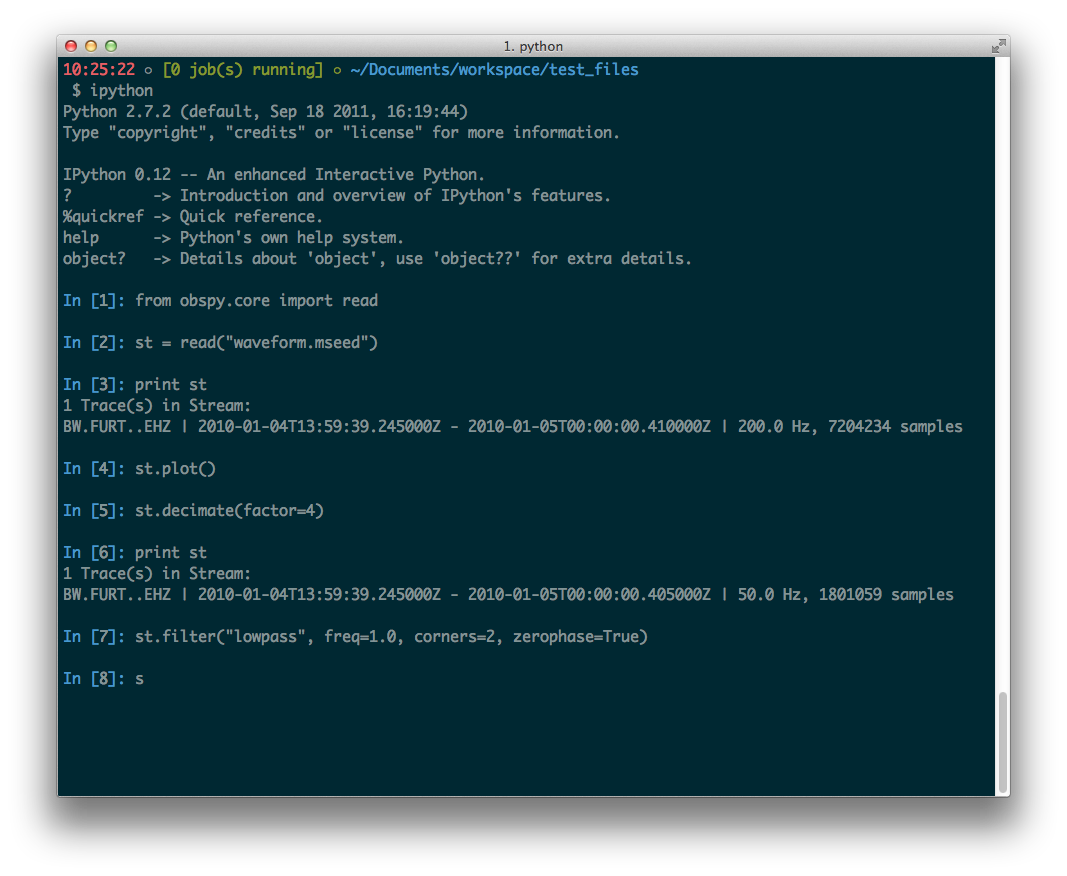 1. python
10:25:22 ○ [0 job(s) running] ○ ~/Documents/workspace/test_files
$ ipython
Python 2.7.2 (default, Sep 18 2011, 16:19:44)
Type "copyright", "credits" or "license" for more information.
IPython 0.12 -- An enhanced Interactive Python.
?         -> Introduction and overview of IPython's features.
%quickref -> Quick reference.
help      -> Python's own help system.
object?   -> Details about 'object', use 'object??' for extra details.
In [1]: from obspy.core import read
In [2]: st = read("waveform.mseed")
In [3]: print st
1 Trace(s) in Stream:
BW.FURT..EHZ | 2010-01-04T13:59:39.245000Z - 2010-01-05T00:00:00.410000Z | 200.0 Hz, 7204234 samples
In [4]: st.plot()
In [5]: st.decimate(factor=4)
In [6]: print st
1 Trace(s) in Stream:
BW.FURT..EHZ | 2010-01-04T13:59:39.245000Z - 2010-01-05T00:00:00.405000Z | 50.0 Hz, 1801059 samples
In [7]: st.filter("lowpass", freq=1.0, corners=2, zerophase=True)
In [8]: s